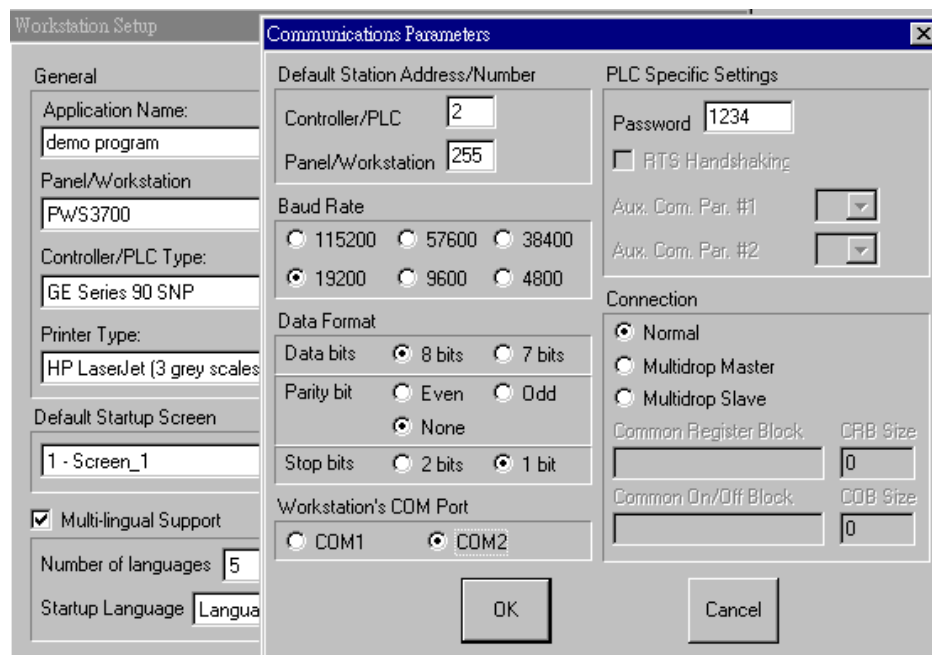 Workstation Setup
General
Application Name:
demo program
Panel/Workstation
PWS3700
Controller/PLC Type:
GE Series 90 SNP
Printer Type:
HP LaserJet (3 grey scales
Default Startup Screen
1 - Screen_1
Multi-lingual Support
Number of languages 5
Startup Language Langua
Communications Parameters
Default Station Address/Number
Controller/PLC 2
Panel/Workstation 255
Baud Rate
115200 57600 38400
19200 9600 4800
Data Format
Data bits 8 bits 7 bits
Parity bit Even Odd
None
Stop bits 2 bits 1 bit
Workstation's COM Port
COM1 COM2
PLC Specific Settings
Password 1234
RTS Handshaking
Aux. Com. Par. #1
Aux. Com. Par. #2
Connection
Normal
Multidrop Master
Multidrop Slave
Common Register Block CRB Size
0
Common On/Off Block COB Size
0
OK Cancel